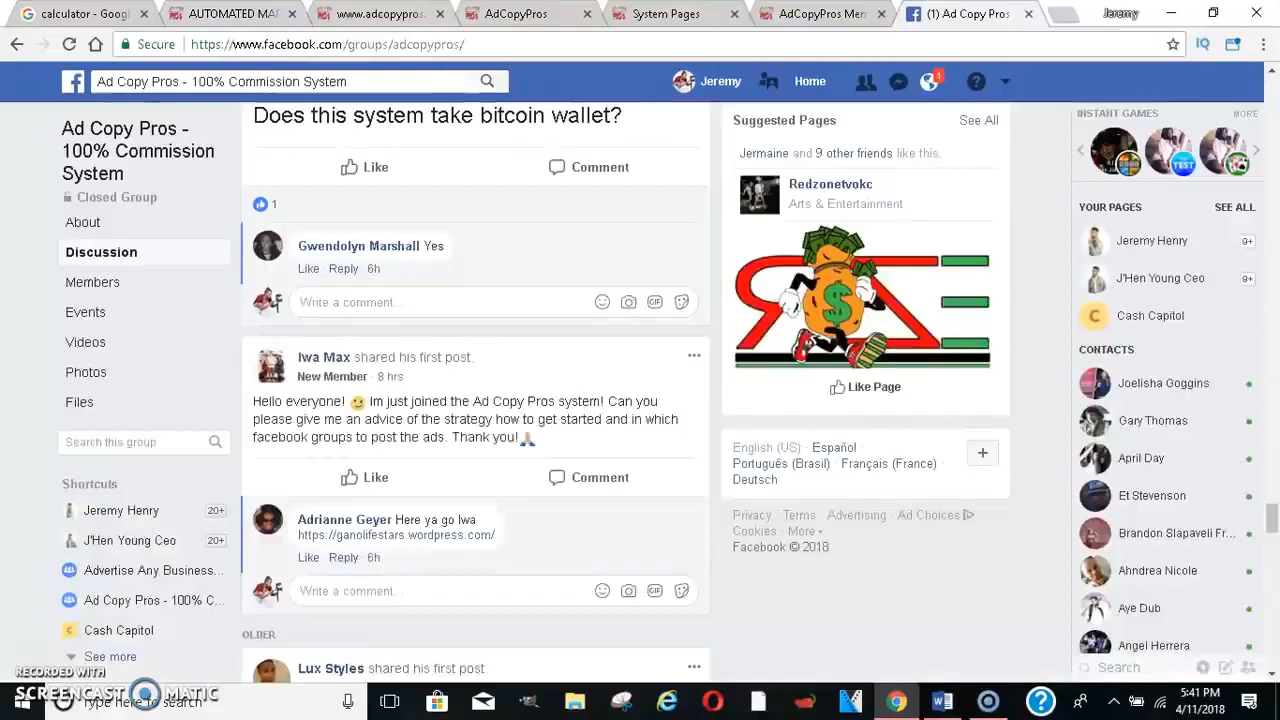 calculator - Goog
AUTOMATED MAR
www.adcopypros.
AdCopyPros
System Pages
AdCopyPros Mem
(1) Ad Copy Pros
Jeremy
Secure
https://www.facebook.com/groups/adcopypros/
Ad Copy Pros - 100% Commission System
Jeremy
Home
1
Ad Copy Pros -
100% Commission
System
Closed Group
About
Discussion
Members
Events
Videos
Photos
Files
Search this group
Shortcuts
Jeremy Henry 20+
J'Hen Young Ceo 20+
Advertise Any Business...
Ad Copy Pros - 100% C...
Cash Capitol
See more
Does this system take bitcoin wallet?
Like Comment
1
Gwendolyn Marshall Yes
Like · Reply · 6h
Write a comment...
Iwa Max shared his first post.
New Member · 8 hrs
Hello everyone! Im just joined the Ad Copy Pros system! Can you
please give me an advice of the strategy how to get started and in which
facebook groups to post the ads. Thank you!
Like Comment
Adrianne Geyer Here ya go Iwa
https://ganolifestars.wordpress.com/
Like · Reply · 6h
Write a comment...
OLDER
Lux Styles shared his first post
Suggested Pages See All
Jermaine and 9 other friends like this.
Redzonetvokc
Arts & Entertainment
$
Like Page
English (US) · Español ·
Português (Brasil) · Français (France) ·
Deutsch
Privacy · Terms · Advertising · Ad Choices
Cookies · More
Facebook © 2018
INSTANT GAMES MORE
TEST
YOUR PAGES SEE ALL
Jeremy Henry 9+
J'Hen Young Ceo 9+
Cash Capitol
CONTACTS
Joelisha Goggins
Gary Thomas
April Day
Et Stevenson
Brandon Slapaveii Fr...
Ahndrea Nicole
Aye Dub
Angel Herrera
Search
RECORDED WITH
SCREENCAST MATIC
Type here to search
5:41 PM
4/11/2018